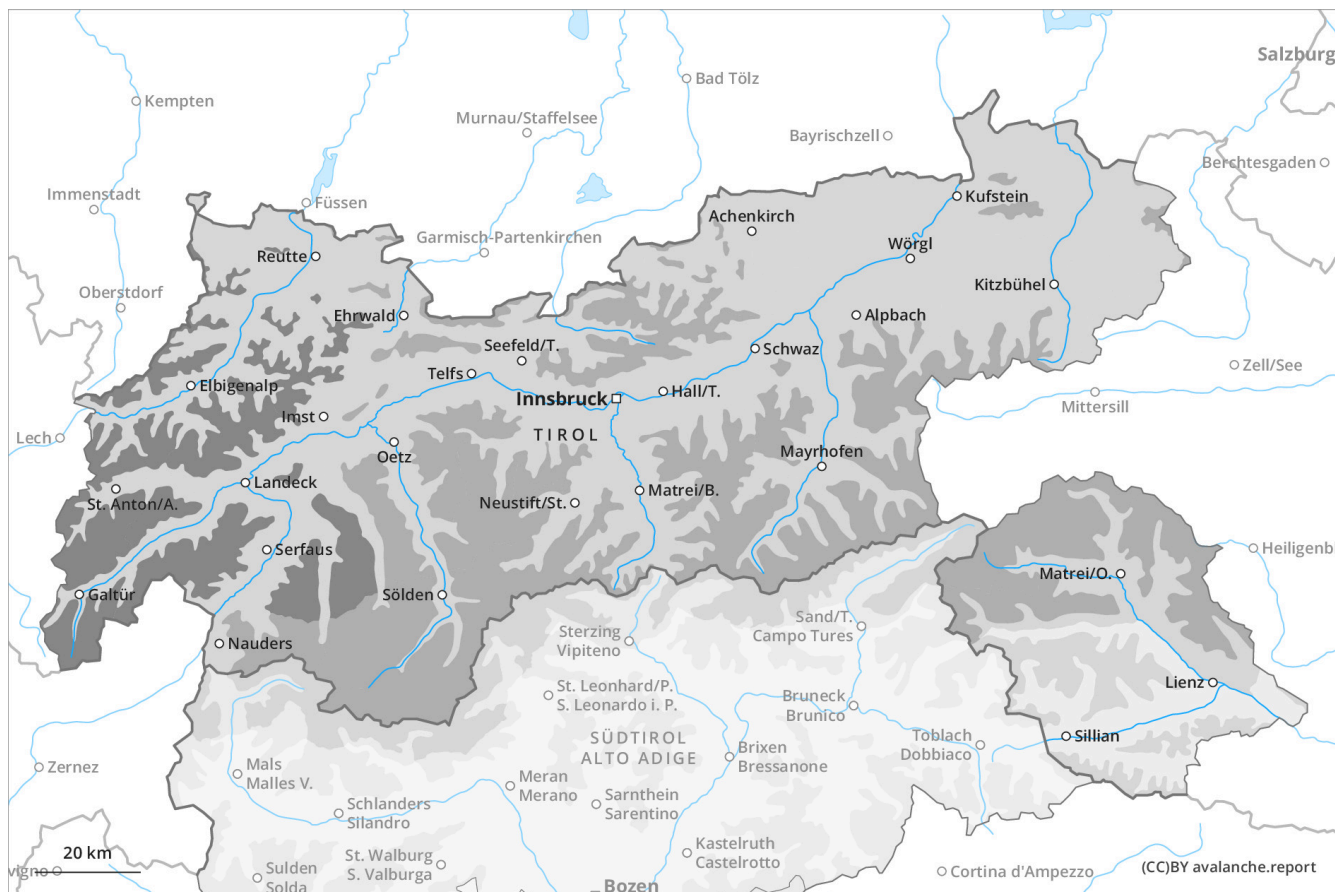 Salzburg
Kempten
Bad Tölz
Murnau/Staffelsee
Bayrischzell
Berchtesgaden
Immenstadt
Füssen
Kufstein
Achenkirch
Garmisch-Partenkirchen
Wörgl
Reutte
Oberstdorf
Kitzbühel
Ehrwald
Alpbach
Seefeld/T.
Schwaz
Zell/See
Telfs
Elbigenalp
Innsbruck
Hall/T.
Mittersill
Imst
Lech
TIROL
Oetz
Mayrhofen
Landeck
St. Anton/A.
Neustift/St.
Matrei/B.
Serfaus
Heiligenb
Matrei/O.
Galtür
Sölden
Sand/T.
Campo Tures
Sterzing
Vipiteno
Nauders
Lienz
St. Leonhard/P.
S. Leonardo i. P.
Bruneck
Brunico
SÜDTIROL
ALTO ADIGE
Toblach
Dobbiaco
Sillian
Brixen
Bressanone
Zernez
Mals
Malles V.
Meran
Merano
Schlanders
Silandro
Sarnthein
Sarentino
Kastelruth
Castelrotto
20 km
vigno
St. Walburg
S. Valburga
Sulden
Solda
Cortina d'Ampezzo
(CC)BY avalanche.report
Bozen